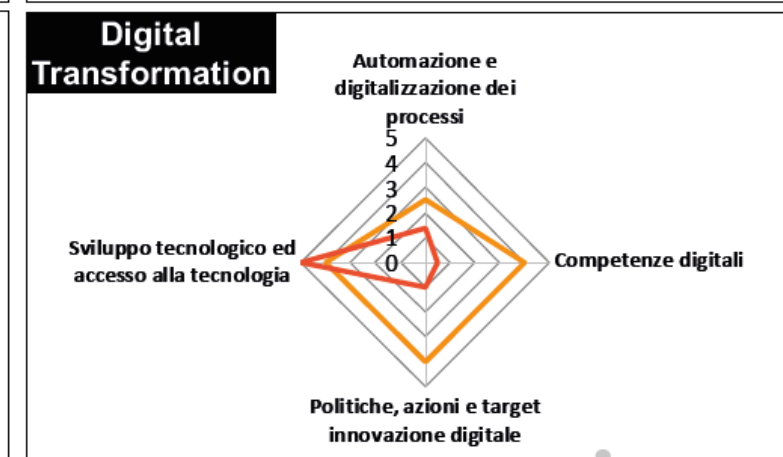 Digital
Transformation
Automazione e
digitalizzazione dei
processi
5
4
3
2
1
0
Sviluppo tecnologico ed
accesso alla tecnologia
Competenze digitali
Politiche, azioni e target
innovazione digitale